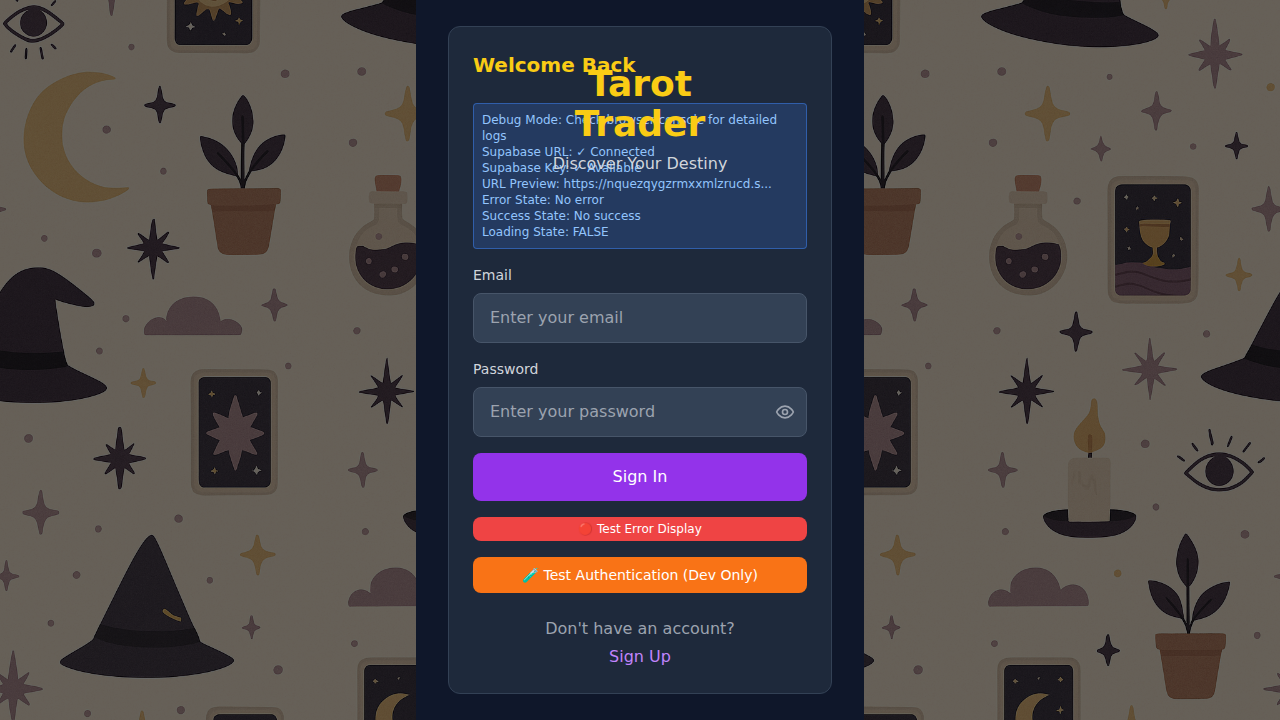 Welcome Back
Tarot
Trader
Discover Your Destiny
Debug Mode: Check browser console for detailed
logs
Supabase URL: ✓ Connected
Supabase Key: ✓ Available
URL Preview: https://nquezqygzrmxxmlzrucd.s...
Error State: No error
Success State: No success
Loading State: FALSE
Email
Enter your email
Password
Enter your password
Sign In
🔴 Test Error Display
🧪 Test Authentication (Dev Only)
Don't have an account?
Sign Up